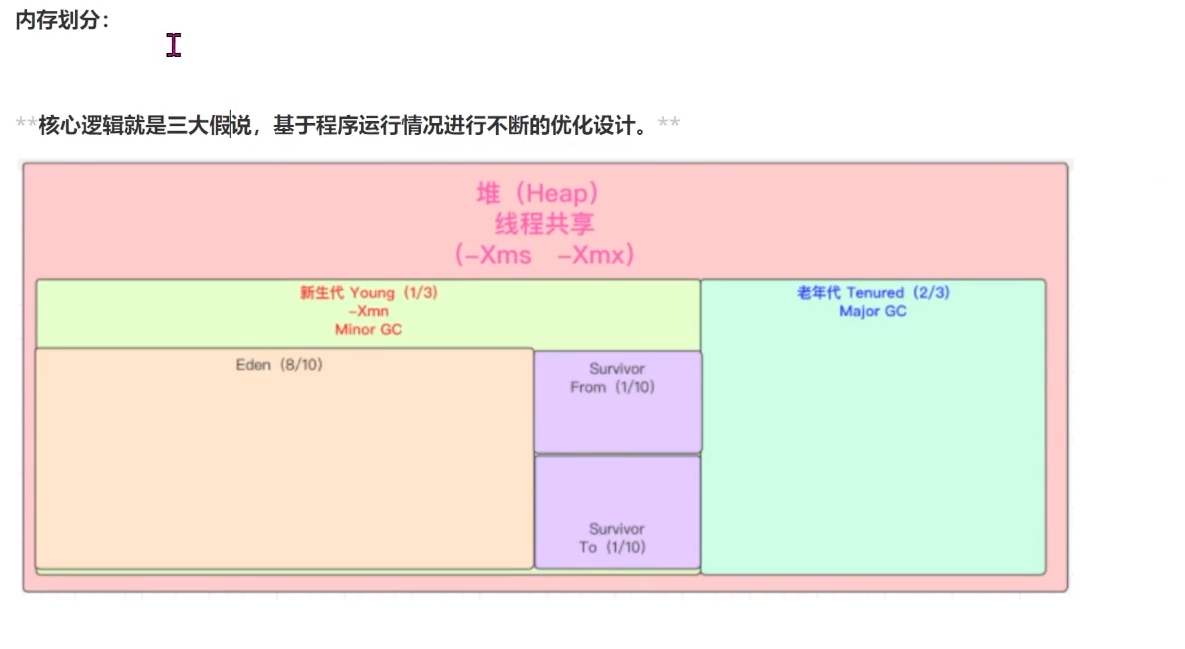 内存划分：
**核心逻辑就是三大假说，基于程序运行情况进行不断的优化设计。**
堆（Heap）
线程共享
（-Xms -Xmx）
新生代 Young（1/3）
-Xmn
Minor GC
老年代 Tenured（2/3）
Major GC
Eden（8/10）
Survivor
From（1/10）
Survivor
To（1/10）